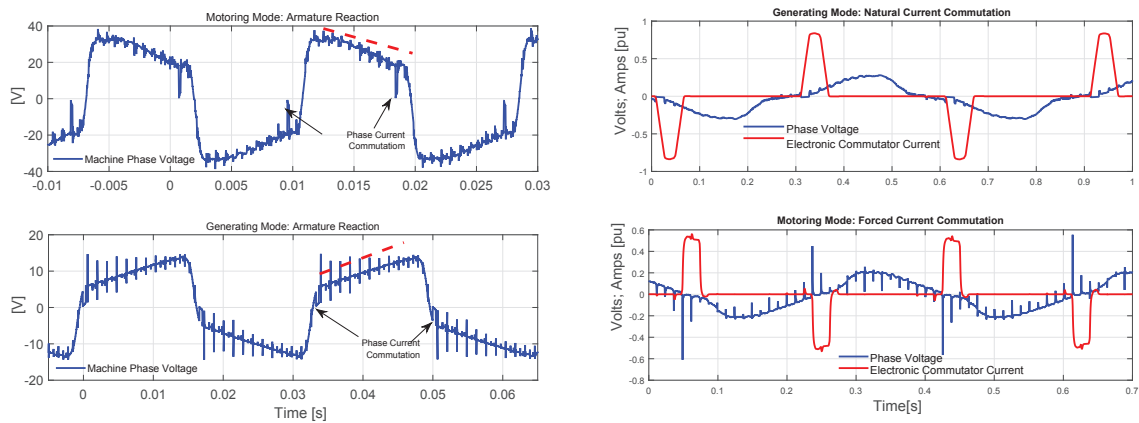 Motoring Mode: Armature Reaction
40
20
0
-20
-40
[V]
Phase Current
Commutation
Machine Phase Voltage
-0.01
-0.005
0
0.005
0.01
0.015
0.02
0.025
0.03
Generating Mode: Armature Reaction
20
10
0
-10
-20
[V]
Phase Current
Commutation
Machine Phase Voltage
0
0.01
0.02
0.03
0.04
0.05
0.06
Time [s]
Generating Mode: Natural Current Commutation
1
0.5
0
-0.5
-1
Volts; Amps [pu]
Phase Voltage
Electronic Commutator Current
0
0.1
0.2
0.3
0.4
0.5
0.6
0.7
0.8
0.9
1
Motoring Mode: Forced Current Commutation
0.6
0.4
0.2
0
-0.2
-0.4
-0.6
-0.8
Volts; Amps [pu]
Phase Voltage
Electronic Commutator Current
0
0.1
0.2
0.3
0.4
0.5
0.6
0.7
Time[s]